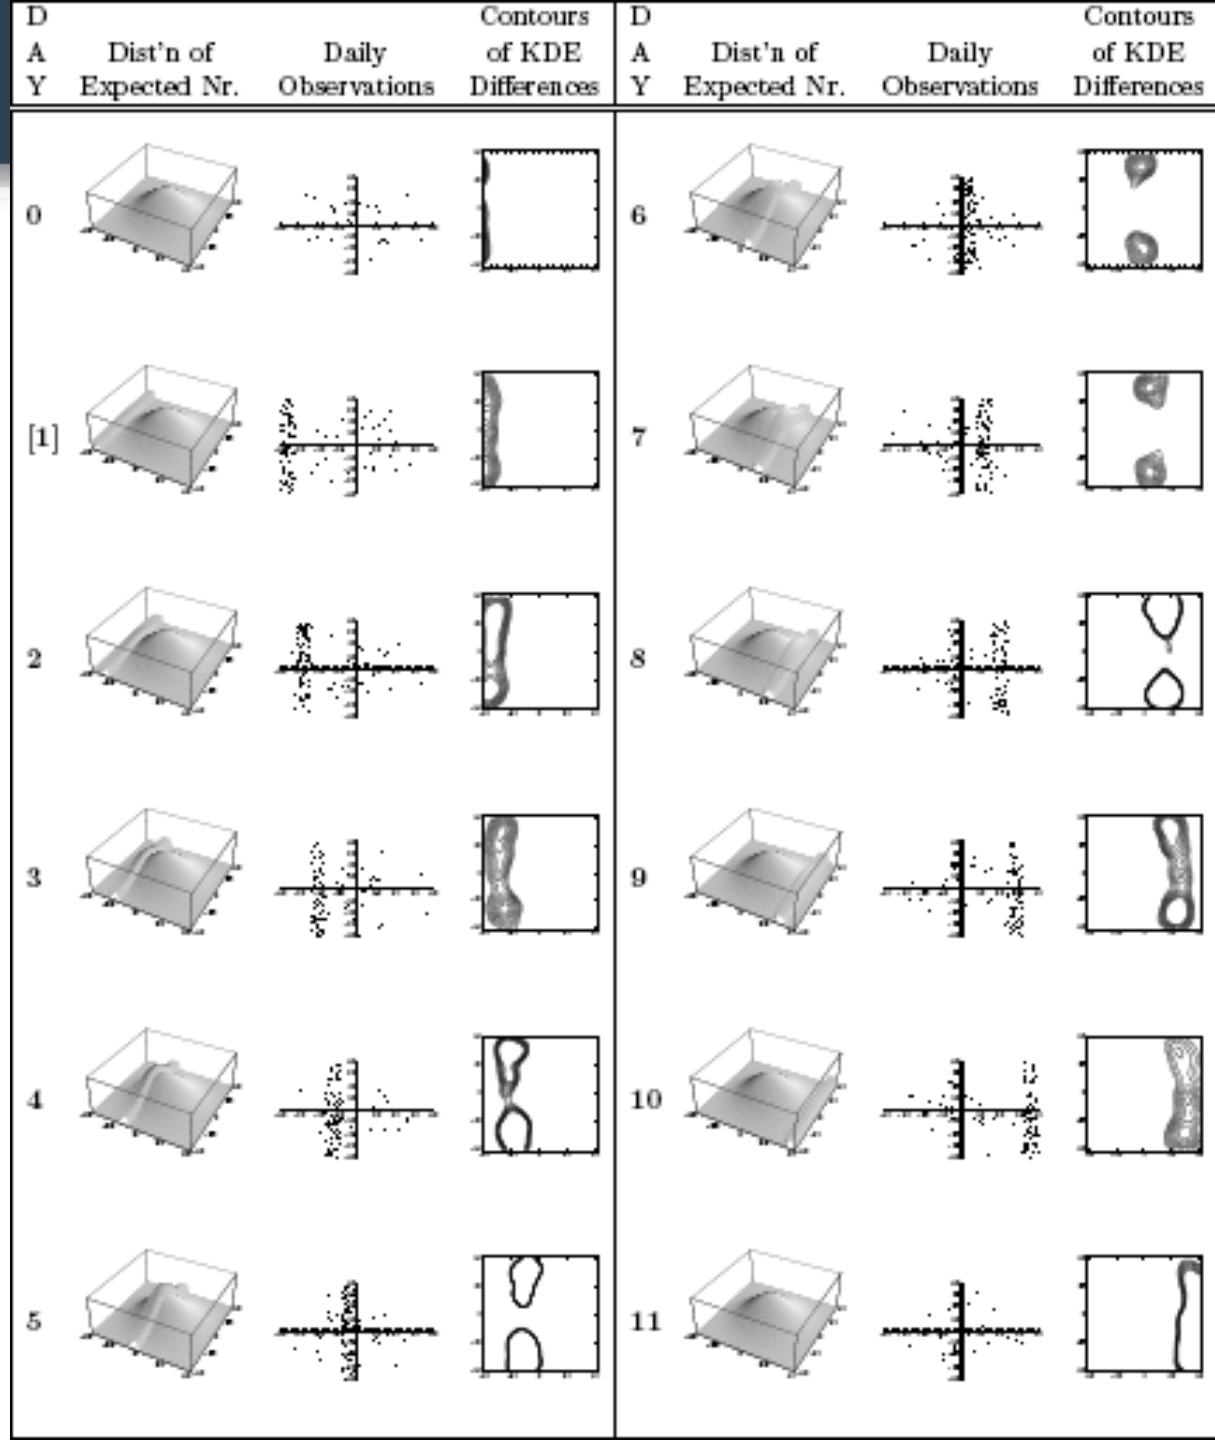 D Contours D Contours
A Dist'n of Daily of KDE A Dist'n of Daily of KDE
Y Expected Nr. Observations Differences Y Expected Nr. Observations Differences
0 6
[1] 7
2 8
3 9
4 10
5 11